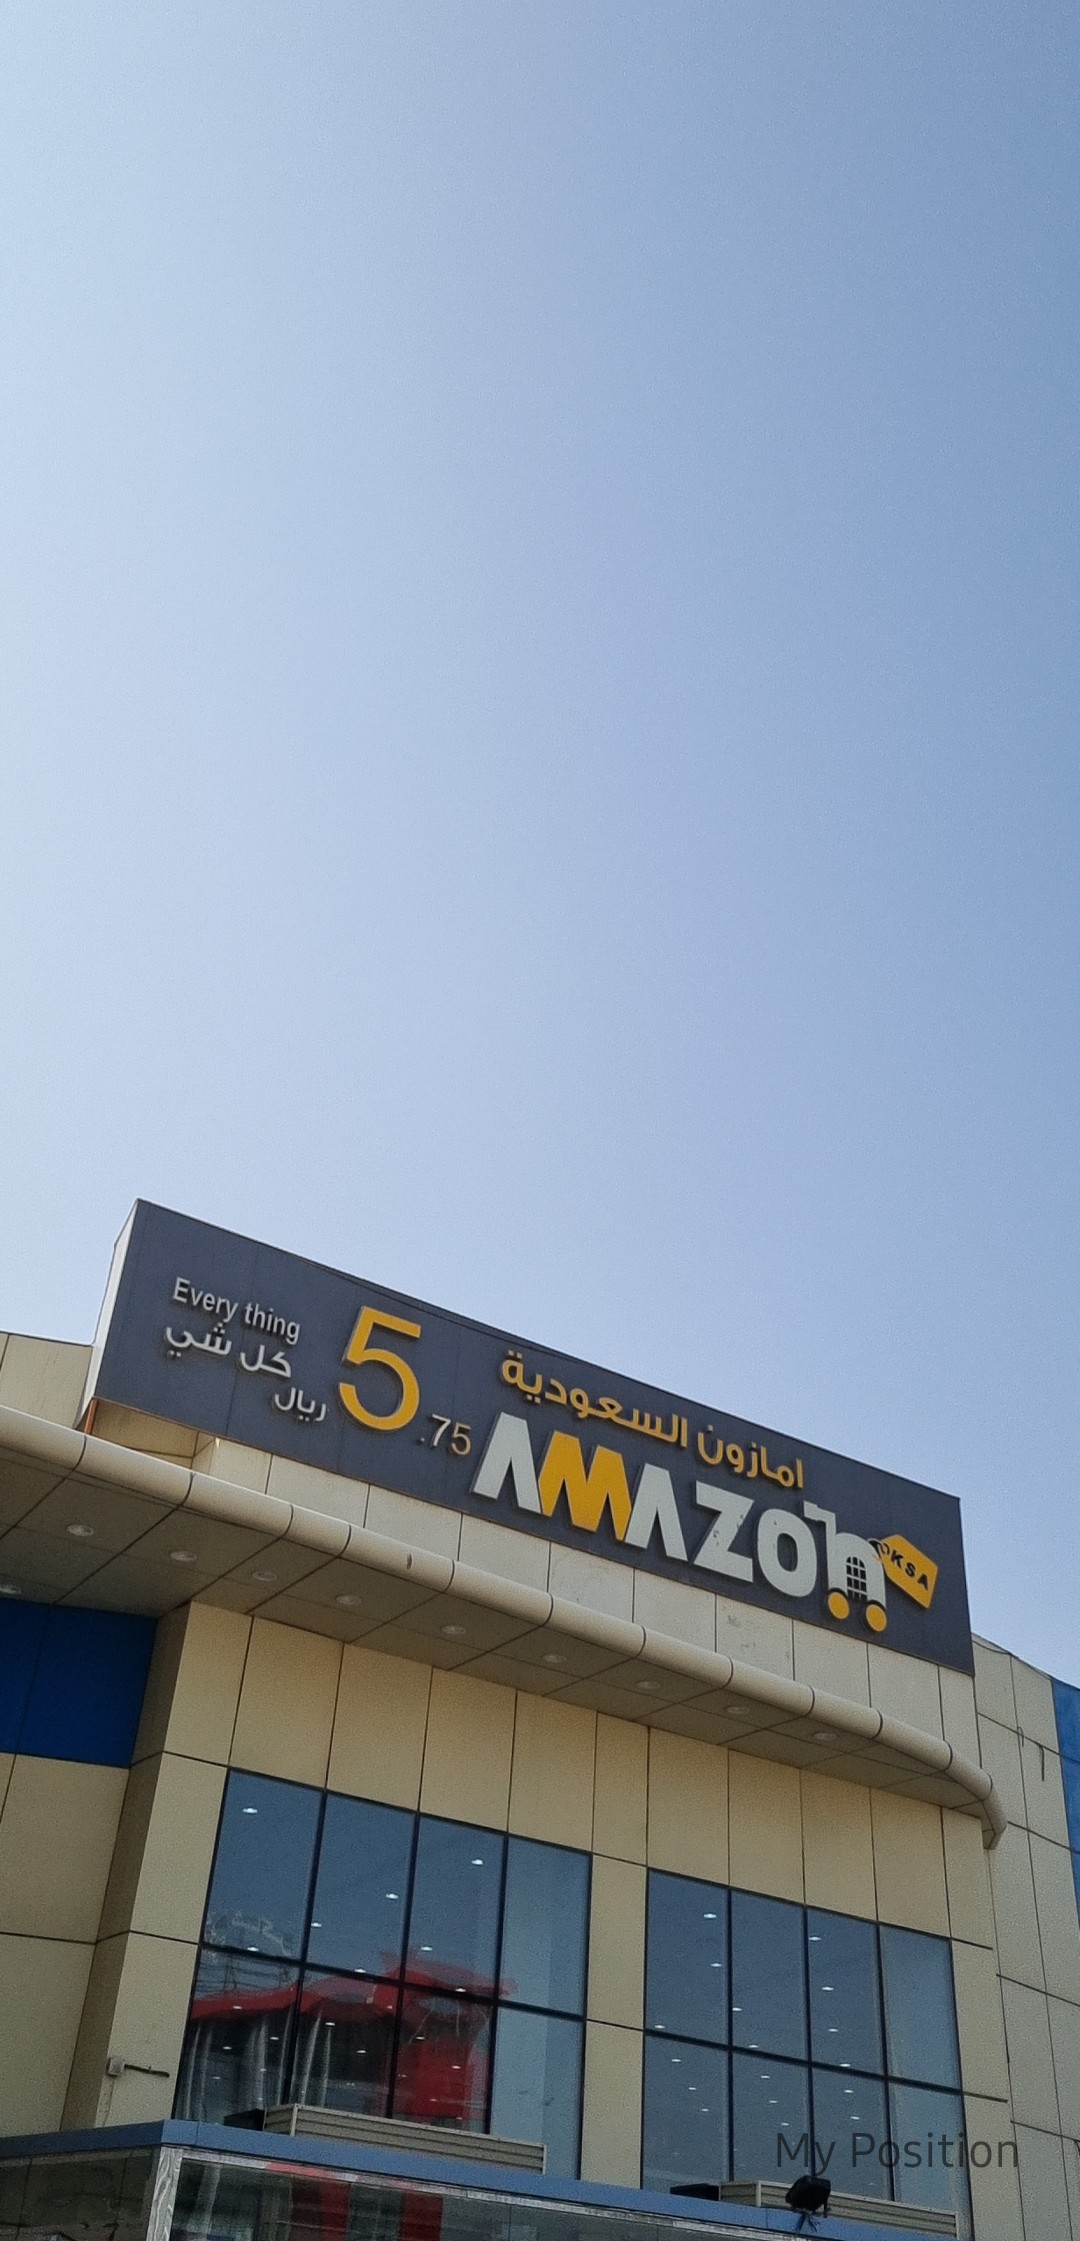 Every thing
كل شي
ريال
5.75
امازون السعودية
AMAZON
KSA
My Position